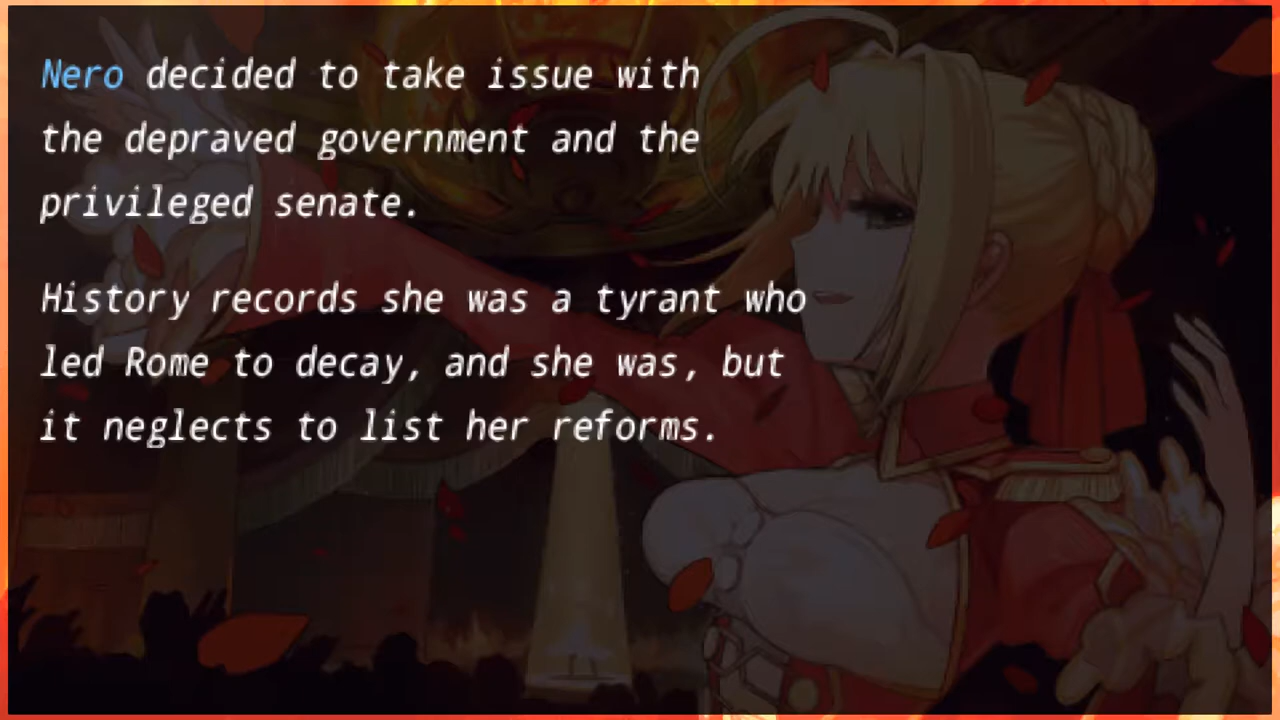 Nero decided to take issue with
the depraved government and the
privileged senate.
History records she was a tyrant who
led Rome to decay, and she was, but
it neglects to list her reforms.